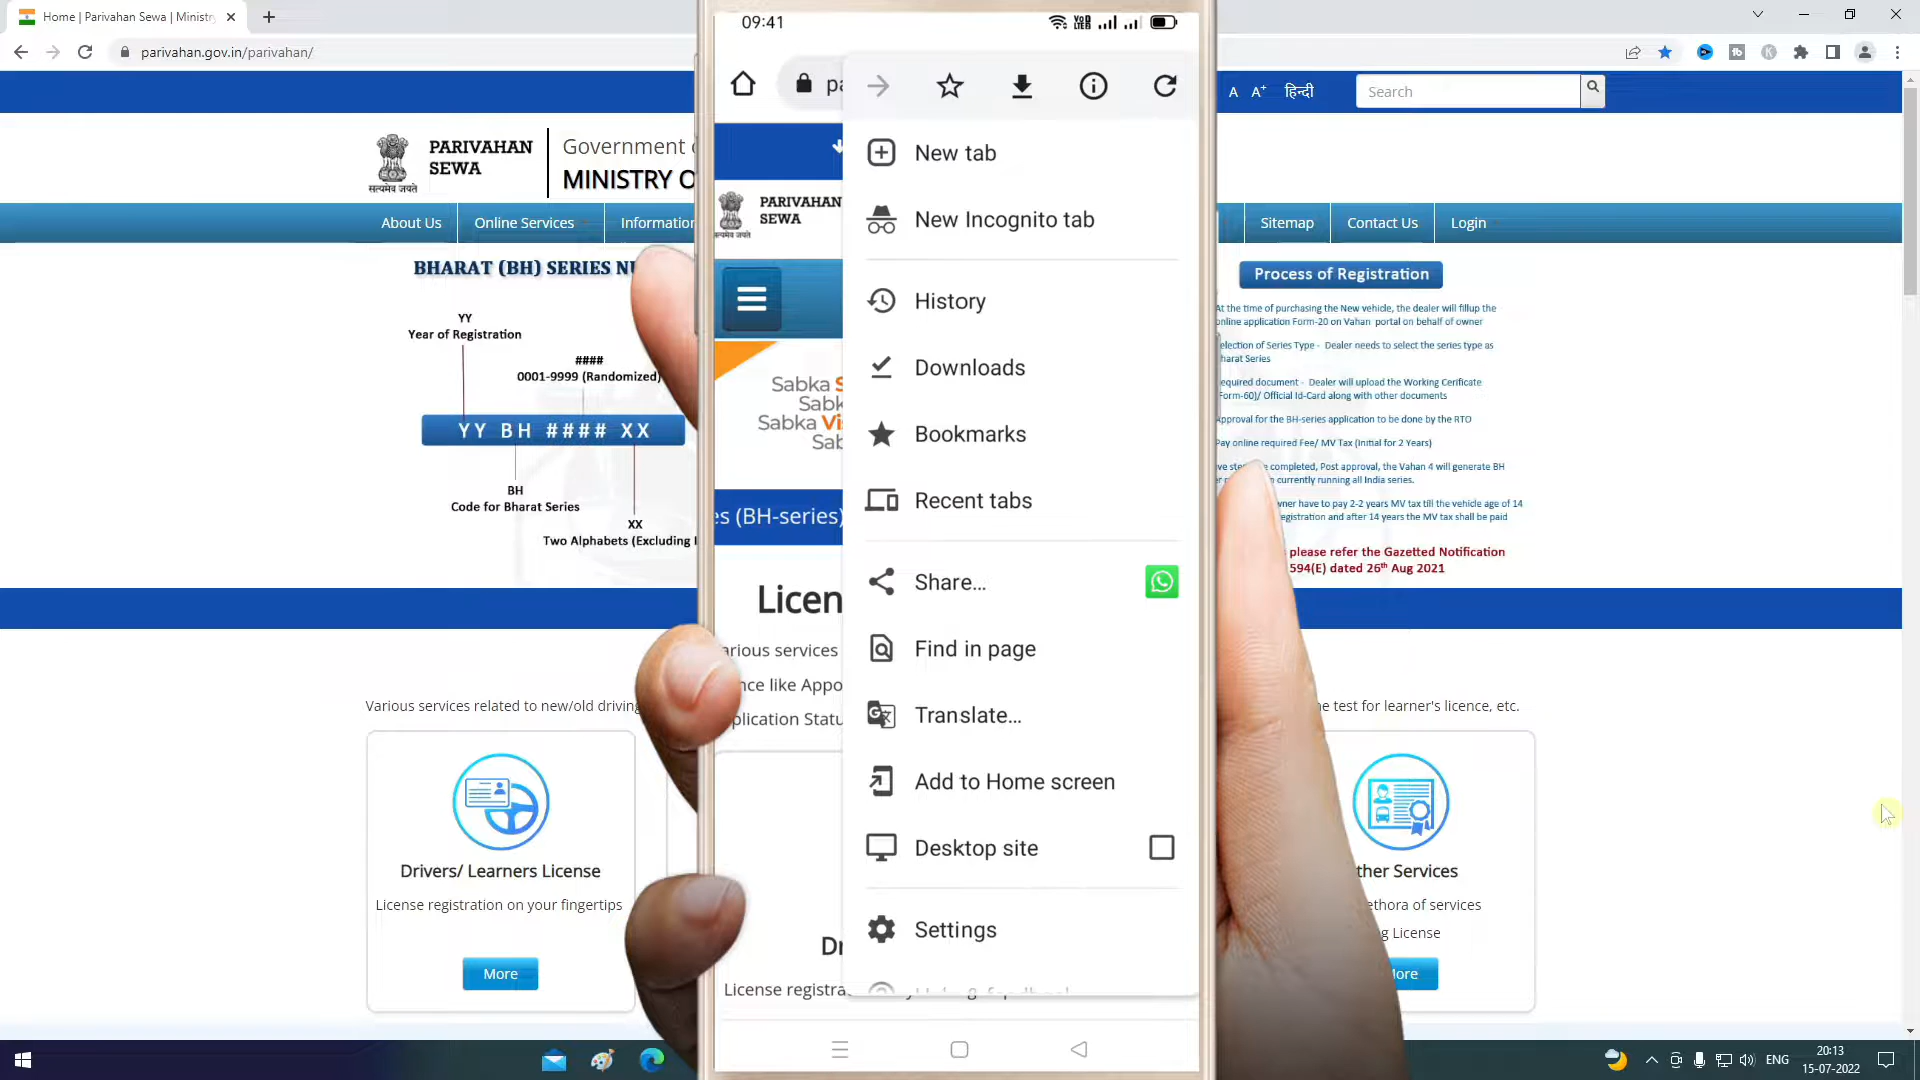 Home | Parivahan Sewa | Ministry
parivahan.gov.in/parivahan/
A A+ हिन्दी Search
PARIVAHAN
SEWA
सत्यमेव जयते
Government
MINISTRY O
About Us
Online Services
Information
Sitemap
Contact Us
Login
BHARAT (BH) SERIES NU
YY
Year of Registration
####
0001-9999 (Randomized)
YY BH #### XX
BH
Code for Bharat Series
XX
Two Alphabets (Excluding I
Various services related to new/old driving
Drivers/ Learners License
License registration on your fingertips
More
09:41
pa
New tab
New Incognito tab
History
Downloads
Bookmarks
Recent tabs
Share...
Find in page
Translate...
Add to Home screen
Desktop site
Settings
PARIVAHAN
SEWA
Sabka S
Sabk
Sabka Vi
Sab
es (BH-series)
Licen
arious services
nce like Appo
plication Statu
Dr
License registra
Process of Registration
At the time of purchasing the New vehicle, the dealer will fillup the
online application Form-20 on Vahan portal on behalf of owner
election of Series Type - Dealer needs to select the series type as
harat Series
equired document - Dealer will upload the Working Cerificate
Form-60)/ Official Id-Card along with other documents
Approval for the BH-series application to be done by the RTO
Pay online required Fee/ MV Tax (Initial for 2 Years)
completed, Post approval, the Vahan 4 will generate BH
currently running all India series.
wner have to pay 2-2 years MV tax till the vehicle age of 14
egistration and after 14 years the MV tax shall be paid
please refer the Gazetted Notification
594(E) dated 26th Aug 2021
he test for learner's licence, etc.
ther Services
ethora of services
g License
More
ENG
20:13
15-07-2022